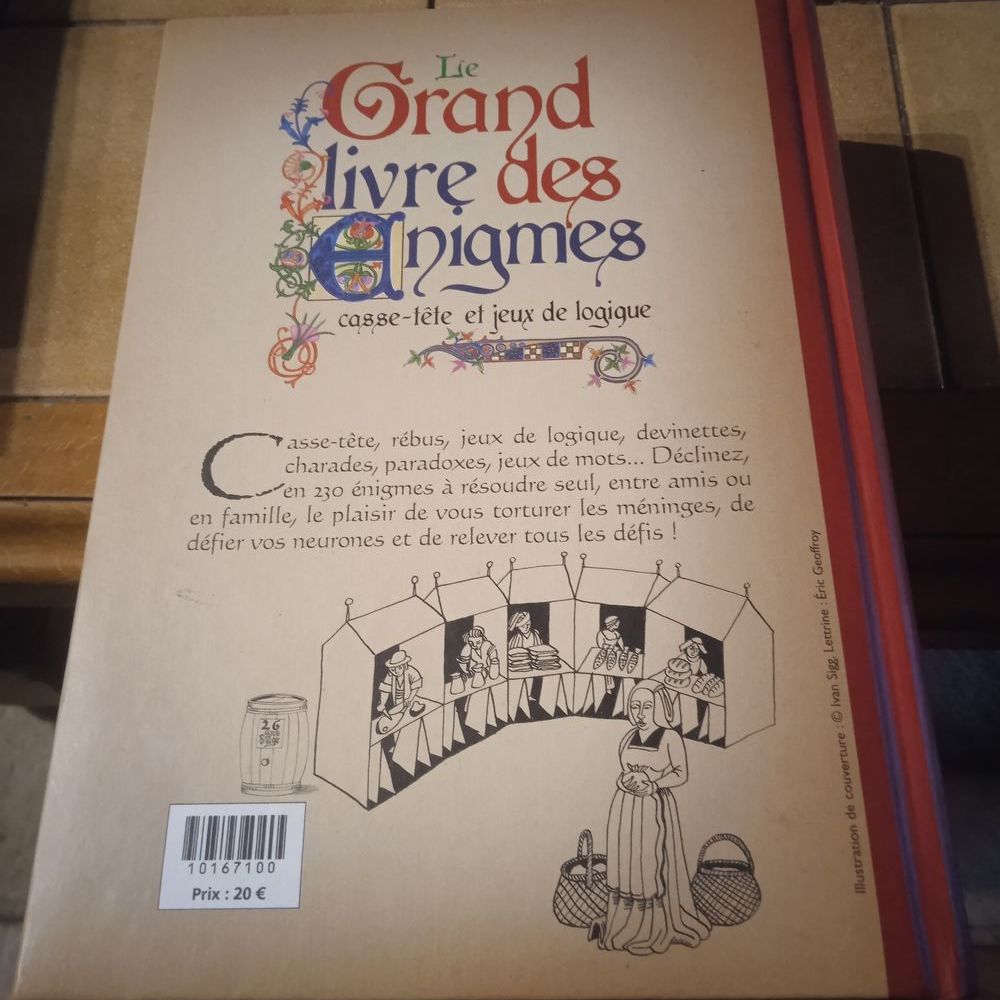 Le
Grand
livre des
Enigmes
casse-tête et jeux de logique
Casse-tête, rébus, jeux de logique, devinettes,
charades, paradoxes, jeux de mots... Déclinez,
en 230 énigmes à résoudre seul, entre amis ou
en famille, le plaisir de vous torturer les méninges, de
défier vos neurones et de relever tous les défis !
26
10167100
Prix : 20 €
Illustration de couverture : © Ivan Sigg. Lettrine : Éric Geoffroy